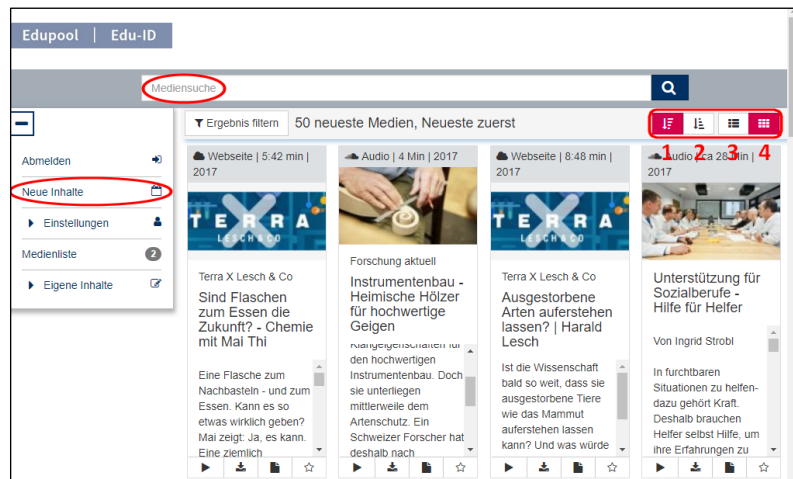 Edupool | Edu-ID
Mediensuche
Ergebnis filtern
50 neueste Medien, Neueste zuerst
1 2 3 4
Abmelden
Neue Inhalte
Einstellungen
Medienliste 2
Eigene Inhalte
Webseite | 5:42 min |
2017
TERRA
LESCH & CO
Terra X Lesch & Co
Sind Flaschen
zum Essen die
Zukunft? - Chemie
mit Mai Thi
Eine Flasche zum
Nachbasteln - und zum
Essen. Kann es so
etwas wirklich geben?
Mai zeigt: Ja, es kann.
Eine ziemlich
Audio | 4 Min | 2017
Forschung aktuell
Instrumentenbau -
Heimische Hölzer
für hochwertige
Geigen
Klangeigenschaften für
den hochwertigen
Instrumentenbau. Doch
sie unterliegen
mittlerweile dem
Artenschutz. Ein
Schweizer Forscher hat
deshalb nach
Webseite | 8:48 min |
2017
TERRA
LESCH & CO
Terra X Lesch & Co
Ausgestorbene
Arten auferstehen
lassen? | Harald
Lesch
Ist die Wissenschaft
bald so weit, dass sie
ausgestorbene Tiere
wie das Mammut
auferstehen lassen
kann? Und was würde
Audio | ca 28 Min |
2017
Unterstützung für
Sozialberufe -
Hilfe für Helfer
Von Ingrid Strobl
In furchtbaren
Situationen zu helfen-
dazu gehört Kraft.
Deshalb brauchen
Helfer selbst Hilfe, um
ihre Erfahrungen zu